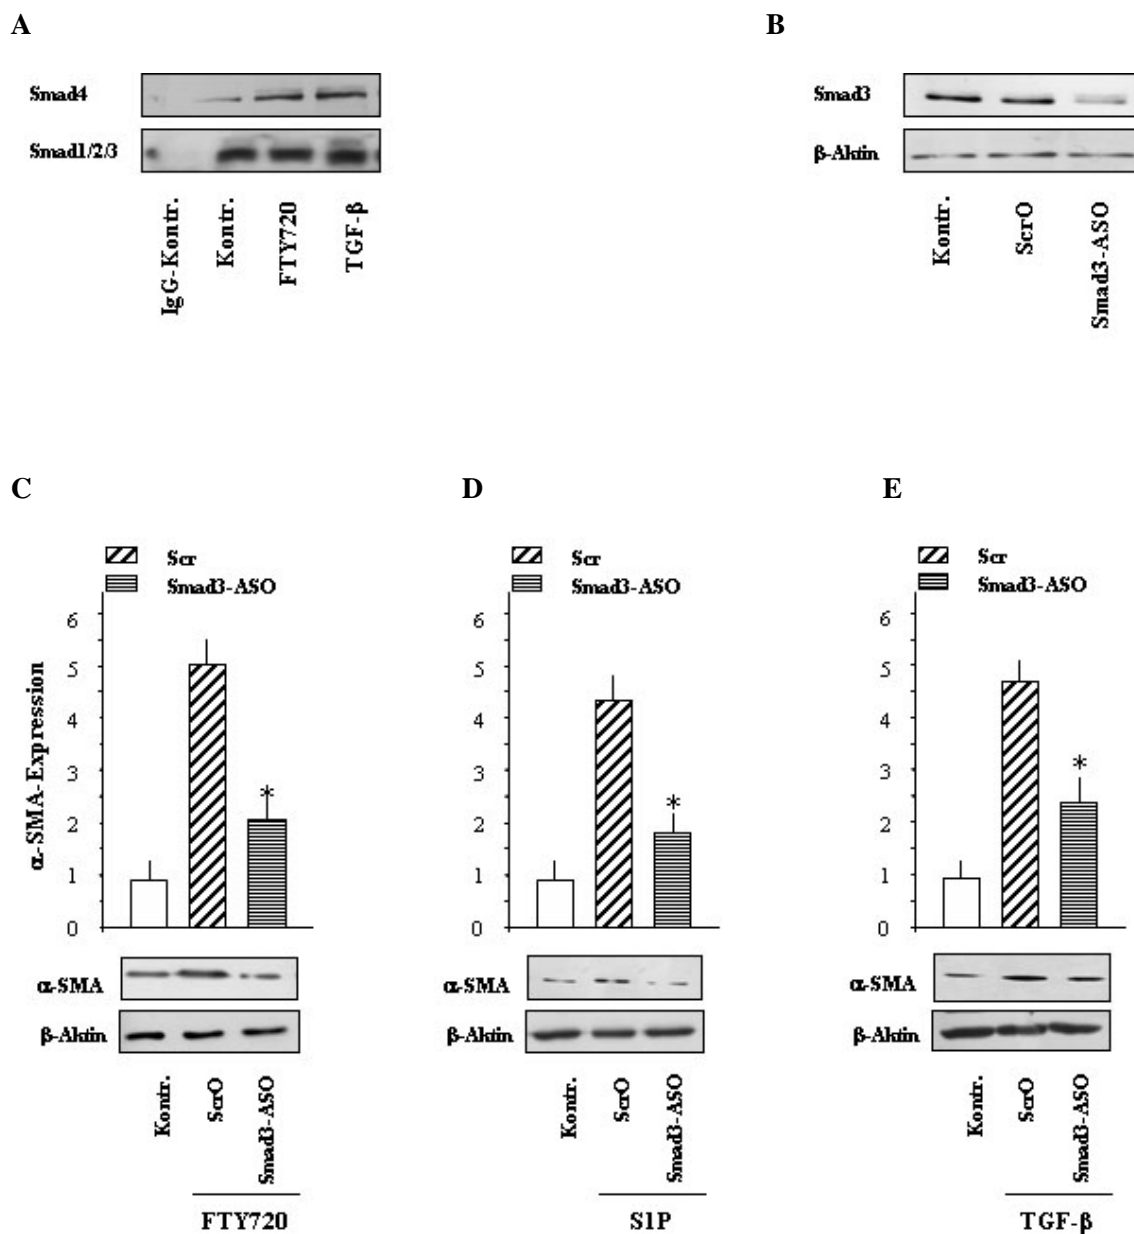 A
B
Smad4
Smad1/2/3
IgG-Kontr.
Kontr.
FTY720
TGF-β
Smad3
β-Aktin
Kontr.
ScrO
Smad3-ASO
C
D
E
Scr
Smad3-ASO
α-SMA-Expression
6
5
4
3
2
1
0
*
α-SMA
β-Aktin
Kontr.
ScrO
Smad3-ASO
FTY720
Scr
Smad3-ASO
6
5
4
3
2
1
0
*
α-SMA
β-Aktin
Kontr.
ScrO
Smad3-ASO
S1P
Scr
Smad3-ASO
6
5
4
3
2
1
0
*
α-SMA
β-Aktin
Kontr.
ScrO
Smad3-ASO
TGF-β